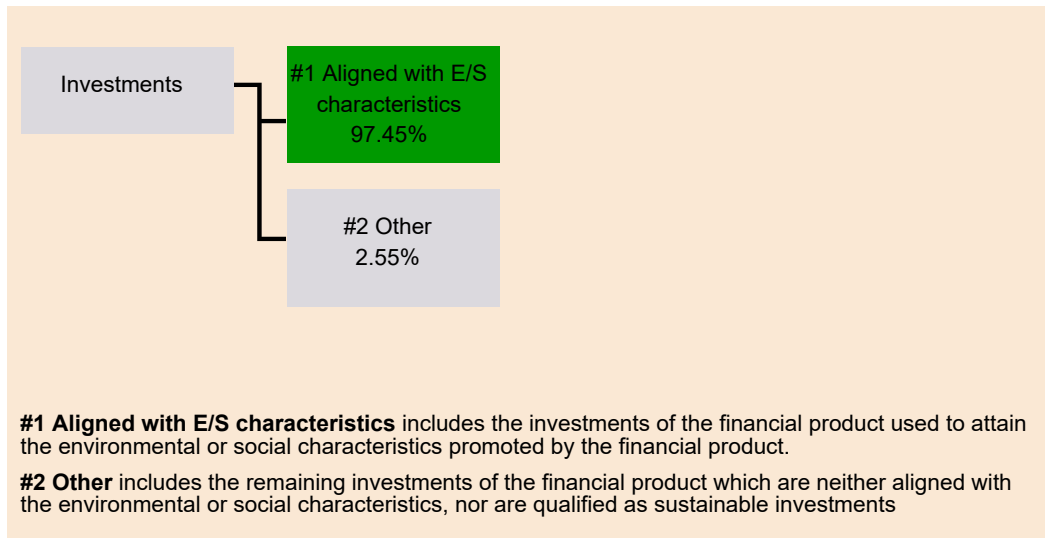 Investments
#1 Aligned with E/S
characteristics
97.45%
#2 Other
2.55%
#1 Aligned with E/S characteristics includes the investments of the financial product used to attain
the environmental or social characteristics promoted by the financial product.
#2 Other includes the remaining investments of the financial product which are neither aligned with
the environmental or social characteristics, nor are qualified as sustainable investments